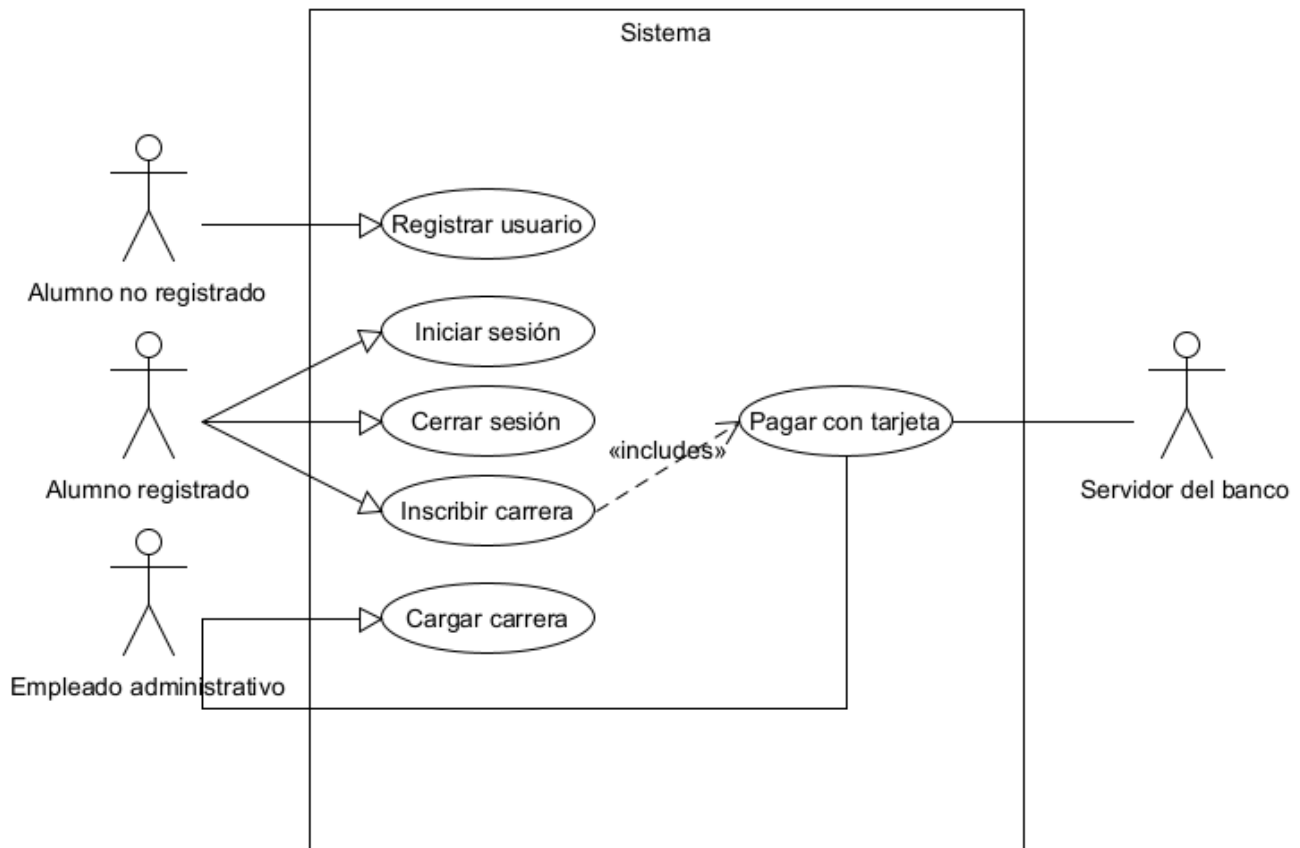 Sistema
Registrar usuario
Alumno no registrado
Iniciar sesión
Cerrar sesión
Pagar con tarjeta
«includes»
Alumno registrado
Servidor del banco
Inscribir carrera
Cargar carrera
Empleado administrativo